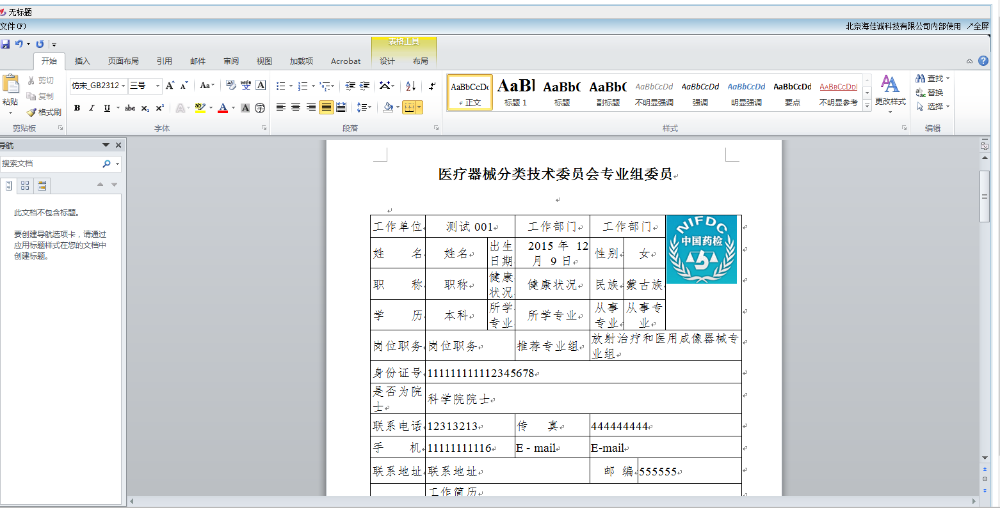 无标题
文件(F) 北京海佳诚科技有限公司内部使用 ↗全屏
表格工具
开始 插入 页面布局 引用 邮件 审阅 视图 加载项 Acrobat 设计 布局
粘贴 剪切 复制 格式刷
仿宋_GB2312 三号
AaBbCcDc AaBl AaBbC AaBbC AaBbCcDd AaBbCcDd AaBbCcDd AaBbCcDd AaBbCcDd
正文 标题 1 标题 副标题 不明显强调 强调 明显强调 要点 不明显参考
更改样式
查找
替换
选择
剪贴板 字体 段落 样式 编辑
导航
搜索文档
此文档不包含标题。
要创建导航选项卡，请通过
应用标题样式在您的文档中
创建标题。
医疗器械分类技术委员会专业组委员
工作单位 测试 001 工作部门 工作部门
NIFDC
中国药检
姓 名 姓名 出生日期 2015 年 12 月 9 日 性别 女
职 称 职称 健康状况 健康状况 民族 蒙古族
学 历 本科 所学专业 所学专业 从事专业 从事专业
岗位职务 岗位职务 推荐专业组 放射治疗和医用成像器械专业组
身份证号 111111111112345678
是否为院士 科学院院士
联系电话 12313213 传 真 444444444
手 机 11111111116 E - mail E-mail
联系地址 联系地址 邮 编 555555
工作简历